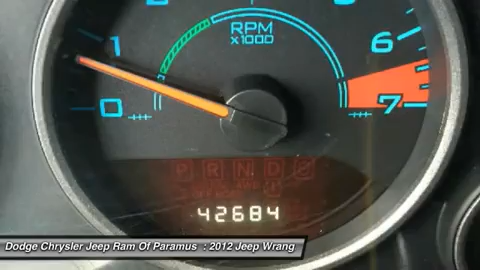 1
6
RPM
x1000
0
7
P R N D
42684
Dodge Chrysler Jeep Ram Of Paramus : 2012 Jeep Wrang